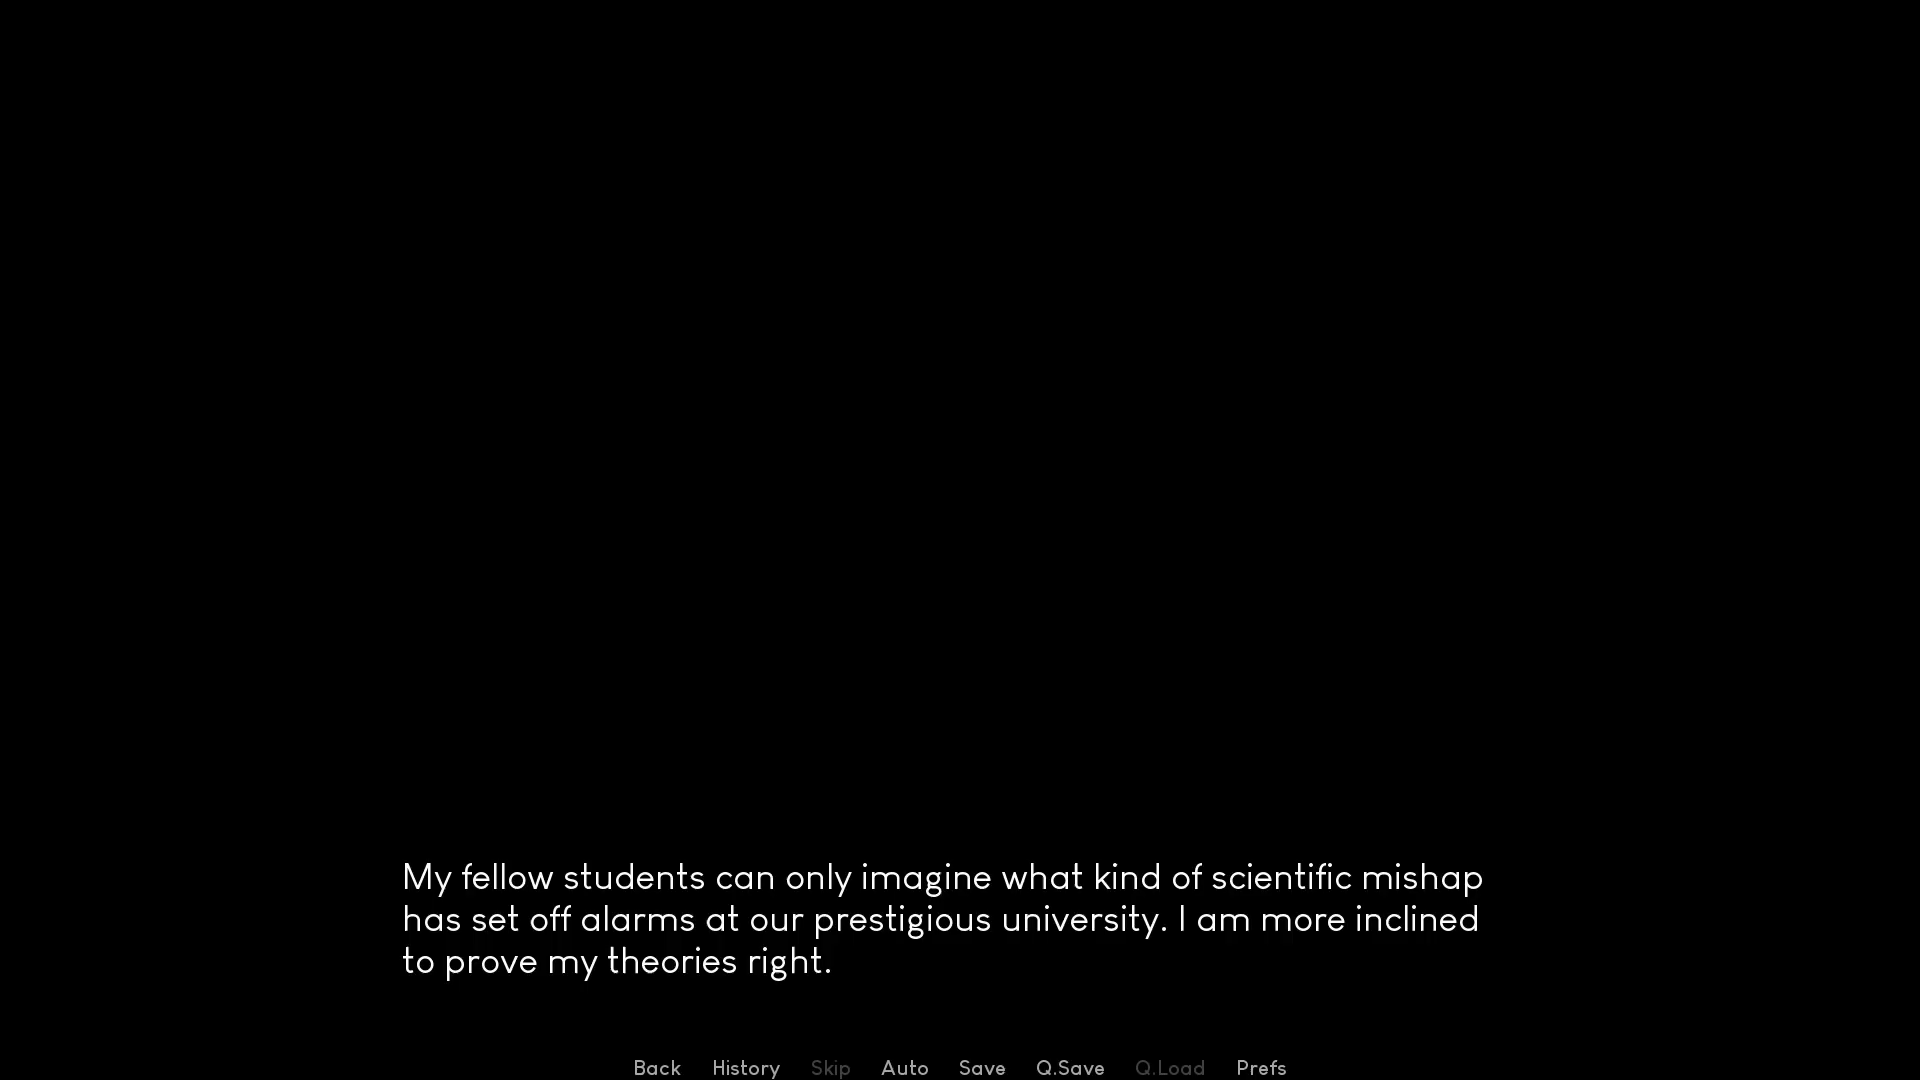 My fellow students can only imagine what kind of scientific mishap
has set off alarms at our prestigious university. I am more inclined
to prove my theories right.
Back History Skip Auto Save Q.Save Q.Load Prefs